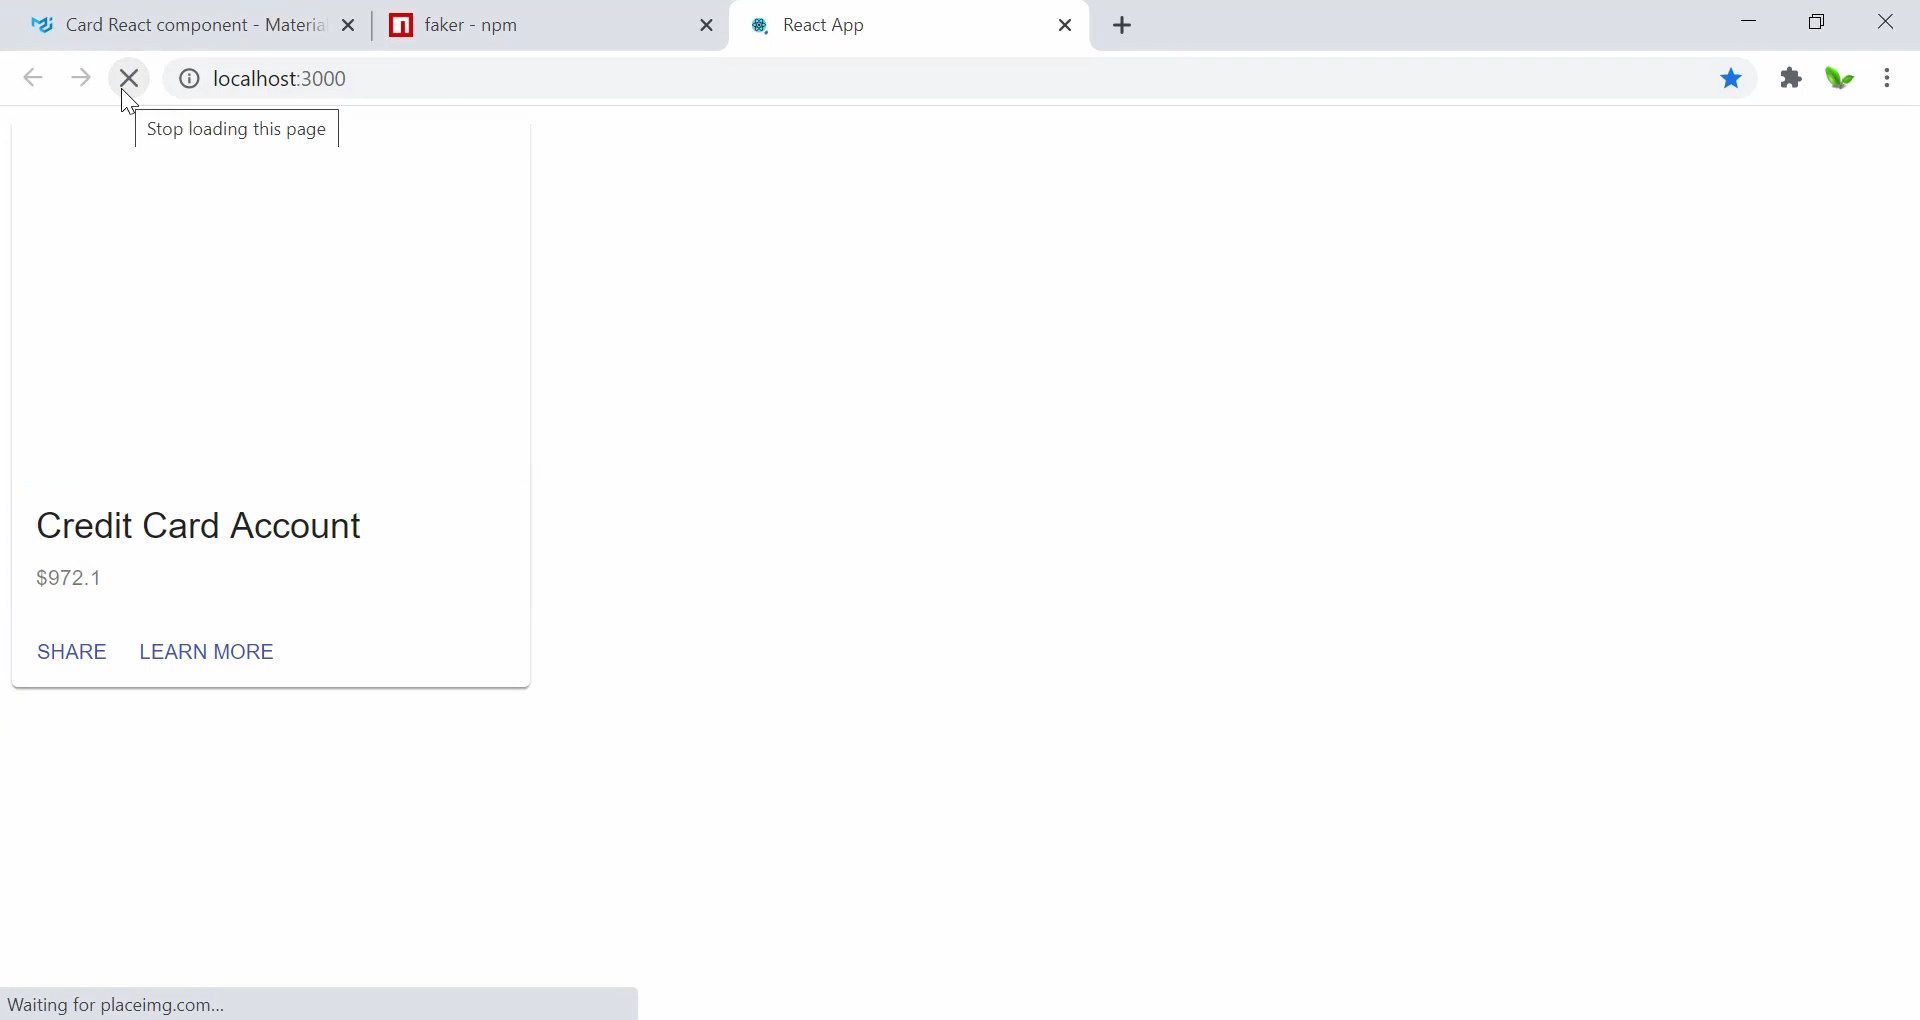 Card React component - Materia
faker - npm
React App
localhost:3000
Stop loading this page
Credit Card Account
$972.1
SHARE LEARN MORE
Waiting for placeimg.com...